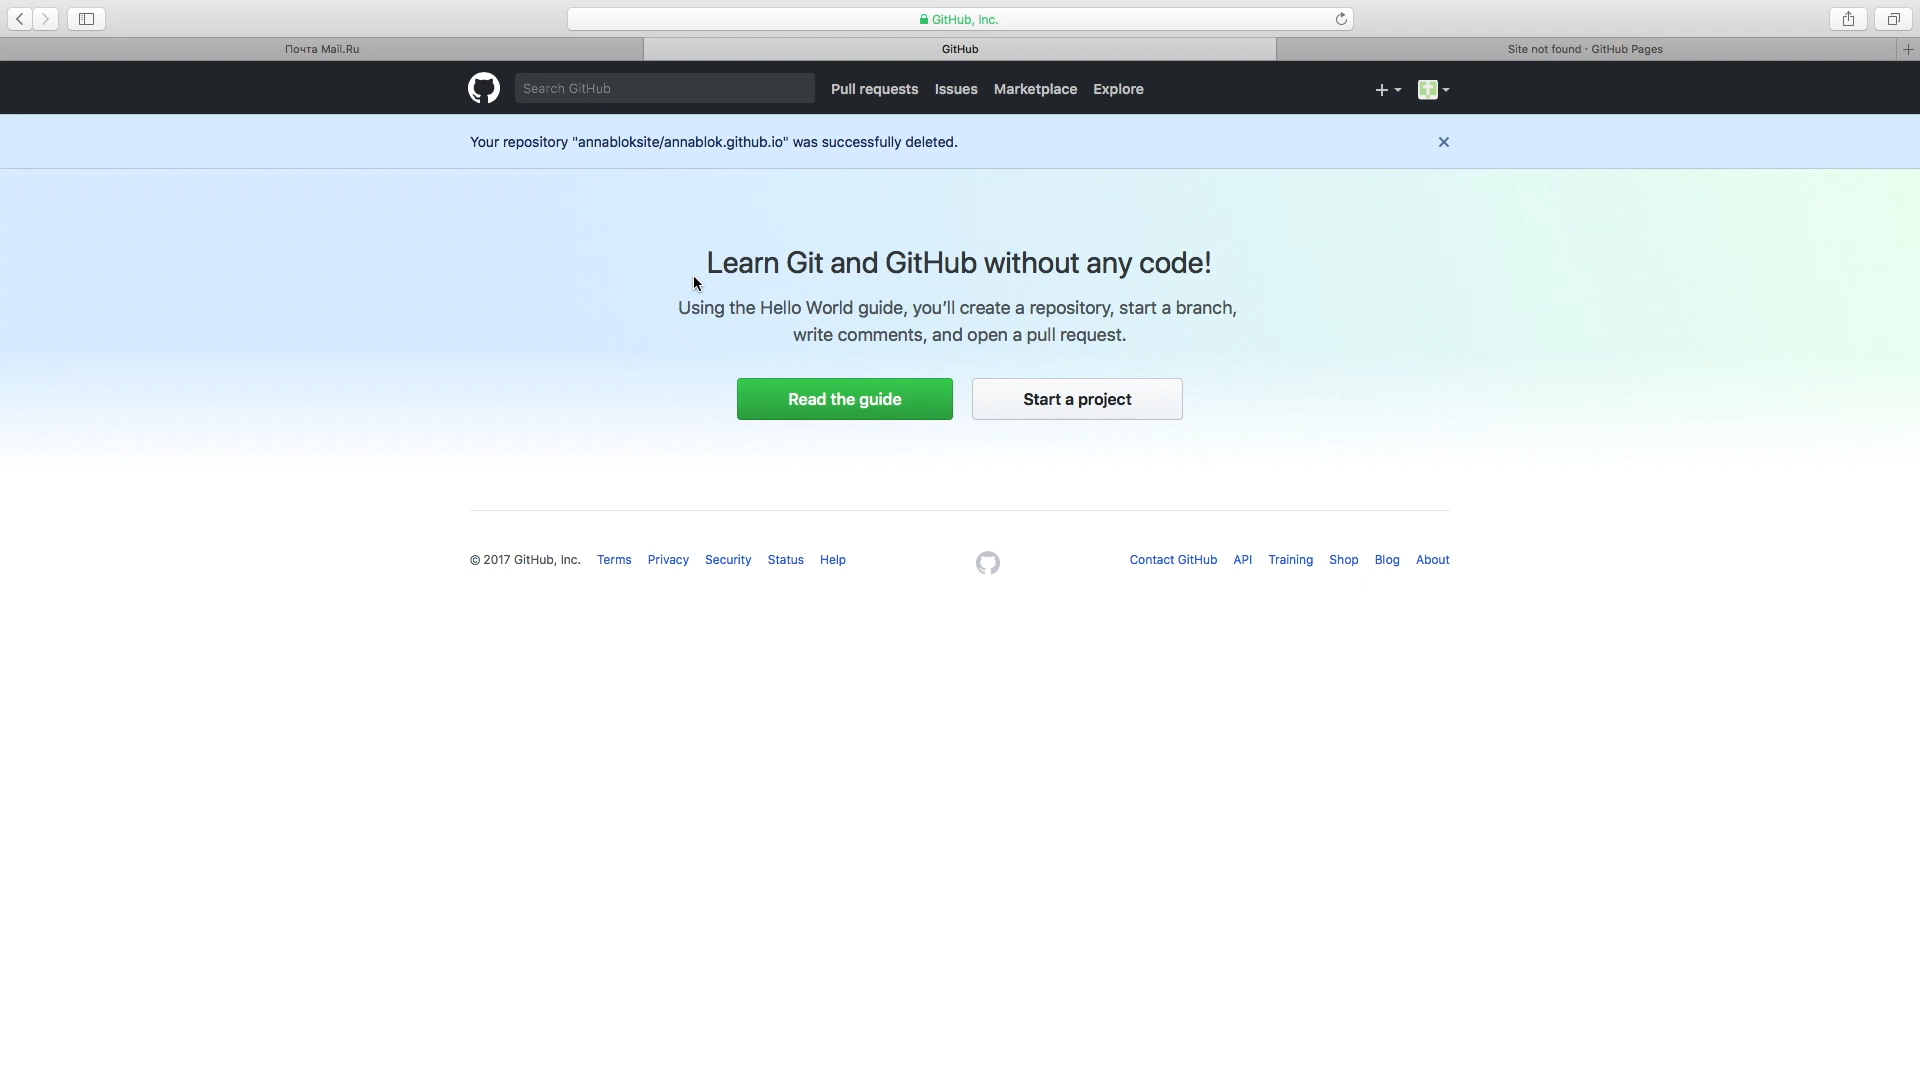 GitHub, Inc.
Почта Mail.Ru
GitHub
Site not found · GitHub Pages
Search GitHub
Pull requests
Issues
Marketplace
Explore
Your repository "annabloksite/annablok.github.io" was successfully deleted.
Learn Git and GitHub without any code!
Using the Hello World guide, you’ll create a repository, start a branch,
write comments, and open a pull request.
Read the guide
Start a project
© 2017 GitHub, Inc.
Terms
Privacy
Security
Status
Help
Contact GitHub
API
Training
Shop
Blog
About